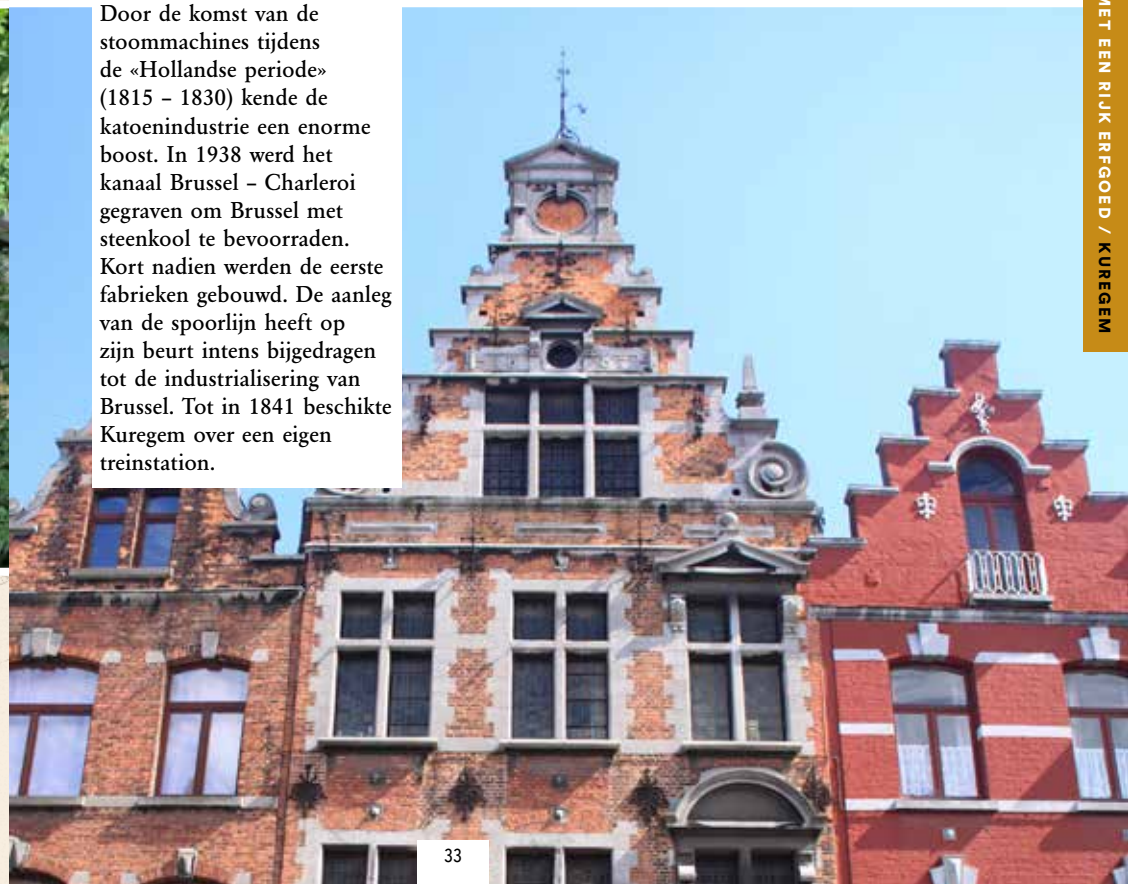 Door de komst van de
stoommachines tijdens
de «Hollandse periode»
(1815 – 1830) kende de
katoenindustrie een enorme
boost. In 1938 werd het
kanaal Brussel – Charleroi
gegraven om Brussel met
steenkool te bevoorraden.
Kort nadien werden de eerste
fabrieken gebouwd. De aanleg
van de spoorlijn heeft op
zijn beurt intens bijgedragen
tot de industrialisering van
Brussel. Tot in 1841 beschikte
Kuregem over een eigen
treinstation.
MET EEN RIJK ERFGOED / KUREGEM
33